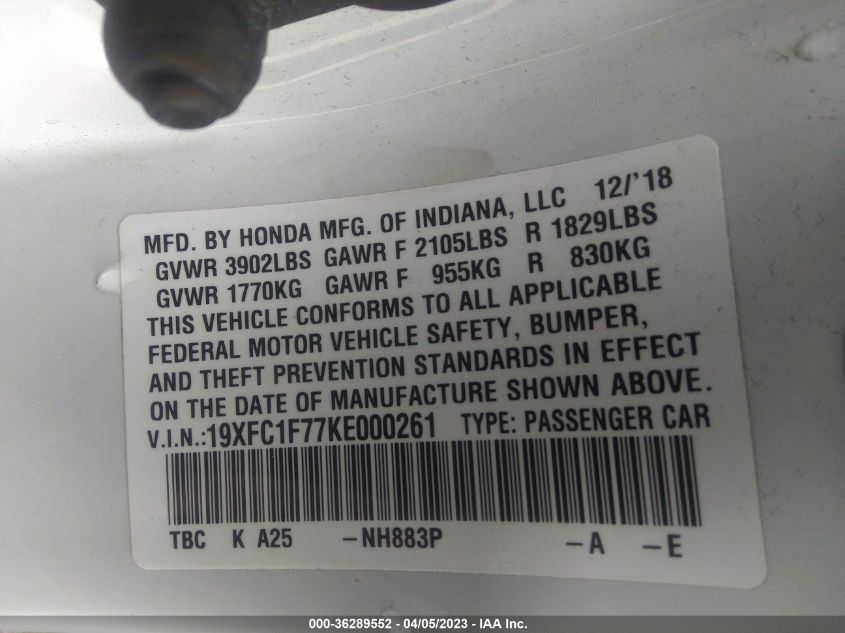 MFD. BY HONDA MFG. OF INDIANA, LLC 12/'18
GVWR 3902LBS GAWR F 2105LBS R 1829LBS
GVWR 1770KG GAWR F 955KG R 830KG
THIS VEHICLE CONFORMS TO ALL APPLICABLE
FEDERAL MOTOR VEHICLE SAFETY, BUMPER,
AND THEFT PREVENTION STANDARDS IN EFFECT
ON THE DATE OF MANUFACTURE SHOWN ABOVE.
V.I.N.:19XFC1F77KE000261 TYPE: PASSENGER CAR
TBC K A25 -NH883P -A -E
000-36289552 - 04/05/2023 - IAA Inc.